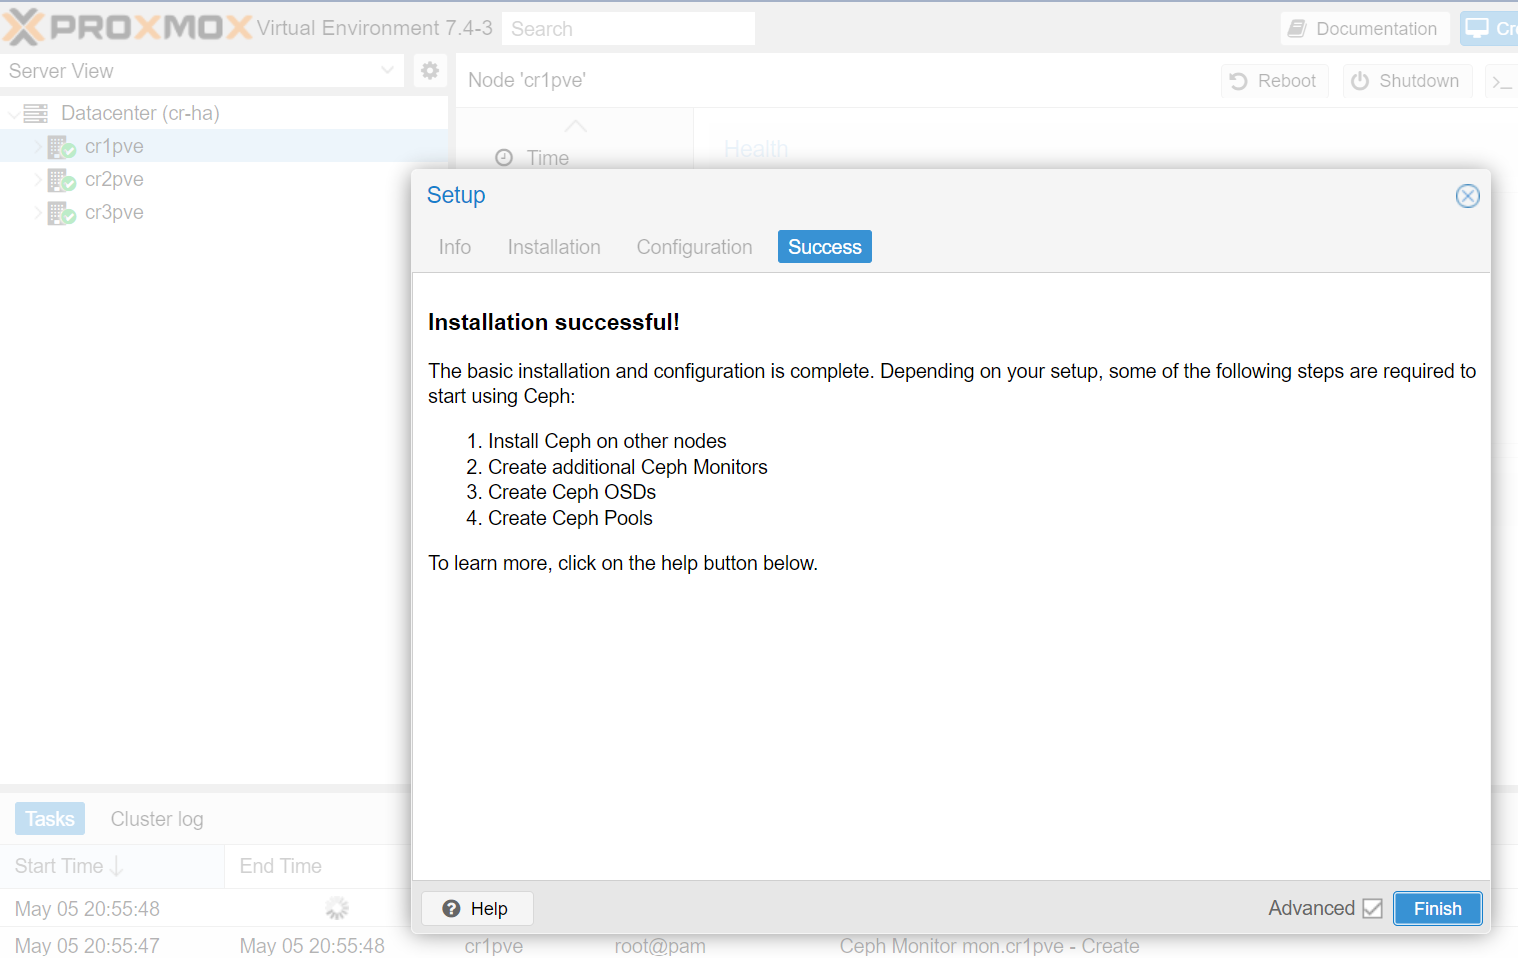 PROXMOX Virtual Environment 7.4-3 Search Documentation Cre
Server View
Node 'cr1pve' Reboot Shutdown >_
Datacenter (cr-ha)
cr1pve
cr2pve
cr3pve
Time
Health
Setup
Info Installation Configuration Success
Installation successful!
The basic installation and configuration is complete. Depending on your setup, some of the following steps are required to
start using Ceph:
1. Install Ceph on other nodes
2. Create additional Ceph Monitors
3. Create Ceph OSDs
4. Create Ceph Pools
To learn more, click on the help button below.
Help Advanced Finish
Tasks Cluster log
Start Time End Time
May 05 20:55:48
May 05 20:55:47 May 05 20:55:48 cr1pve root@pam Ceph Monitor mon.cr1pve - Create